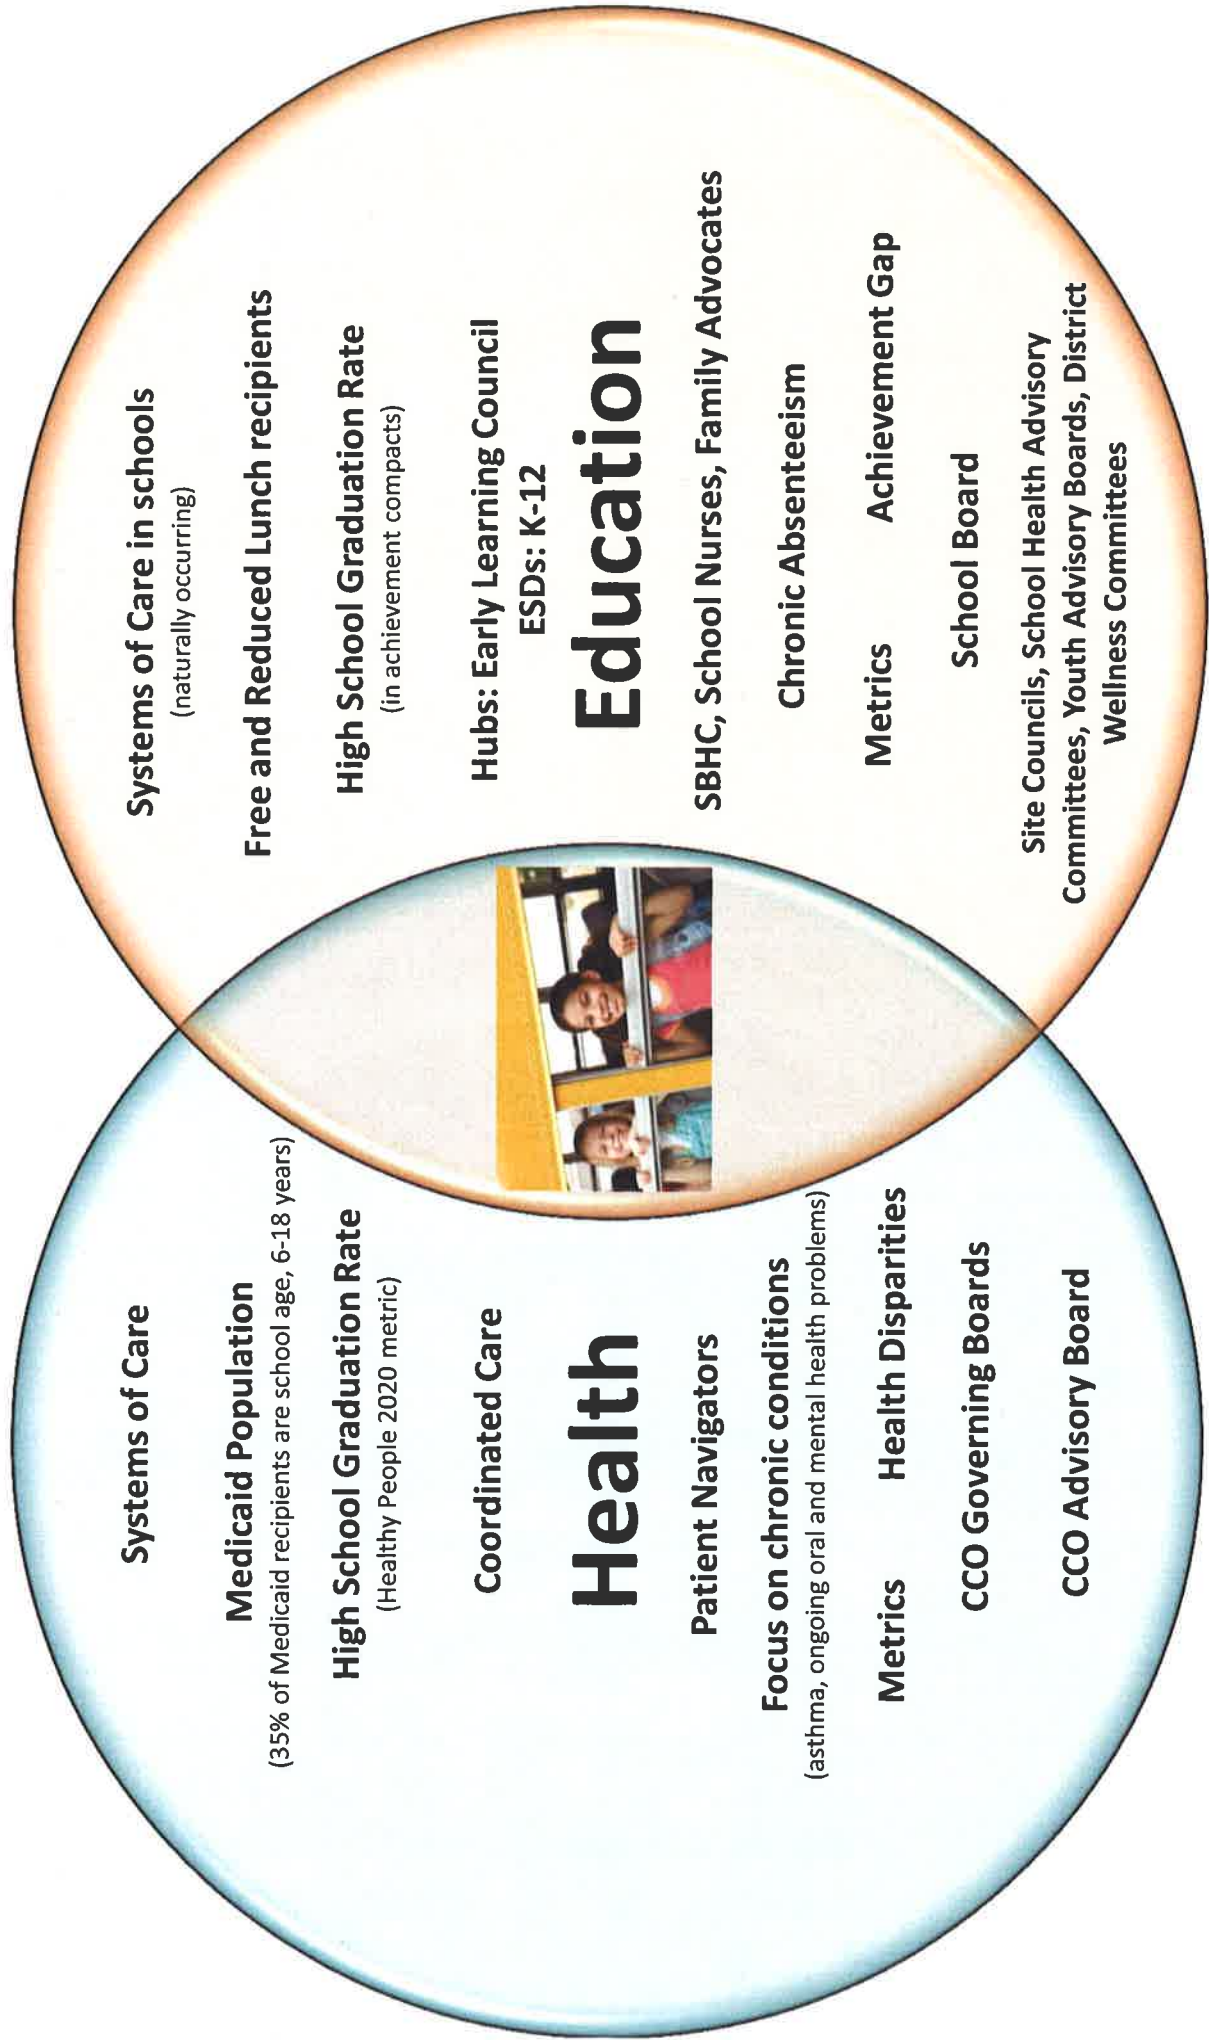 Systems of Care
Medicaid Population
(35% of Medicaid recipients are school age, 6-18 years)
High School Graduation Rate
(Healthy People 2020 metric)
Coordinated Care
Health
Patient Navigators
Focus on chronic conditions
(asthma, ongoing oral and mental health problems)
Metrics Health Disparities
CCO Governing Boards
CCO Advisory Board
Systems of Care in schools
(naturally occurring)
Free and Reduced Lunch recipients
High School Graduation Rate
(in achievement compacts)
Hubs: Early Learning Council
ESDs: K-12
Education
SBHC, School Nurses, Family Advocates
Chronic Absenteeism
Metrics Achievement Gap
School Board
Site Councils, School Health Advisory
Committees, Youth Advisory Boards, District
Wellness Committees